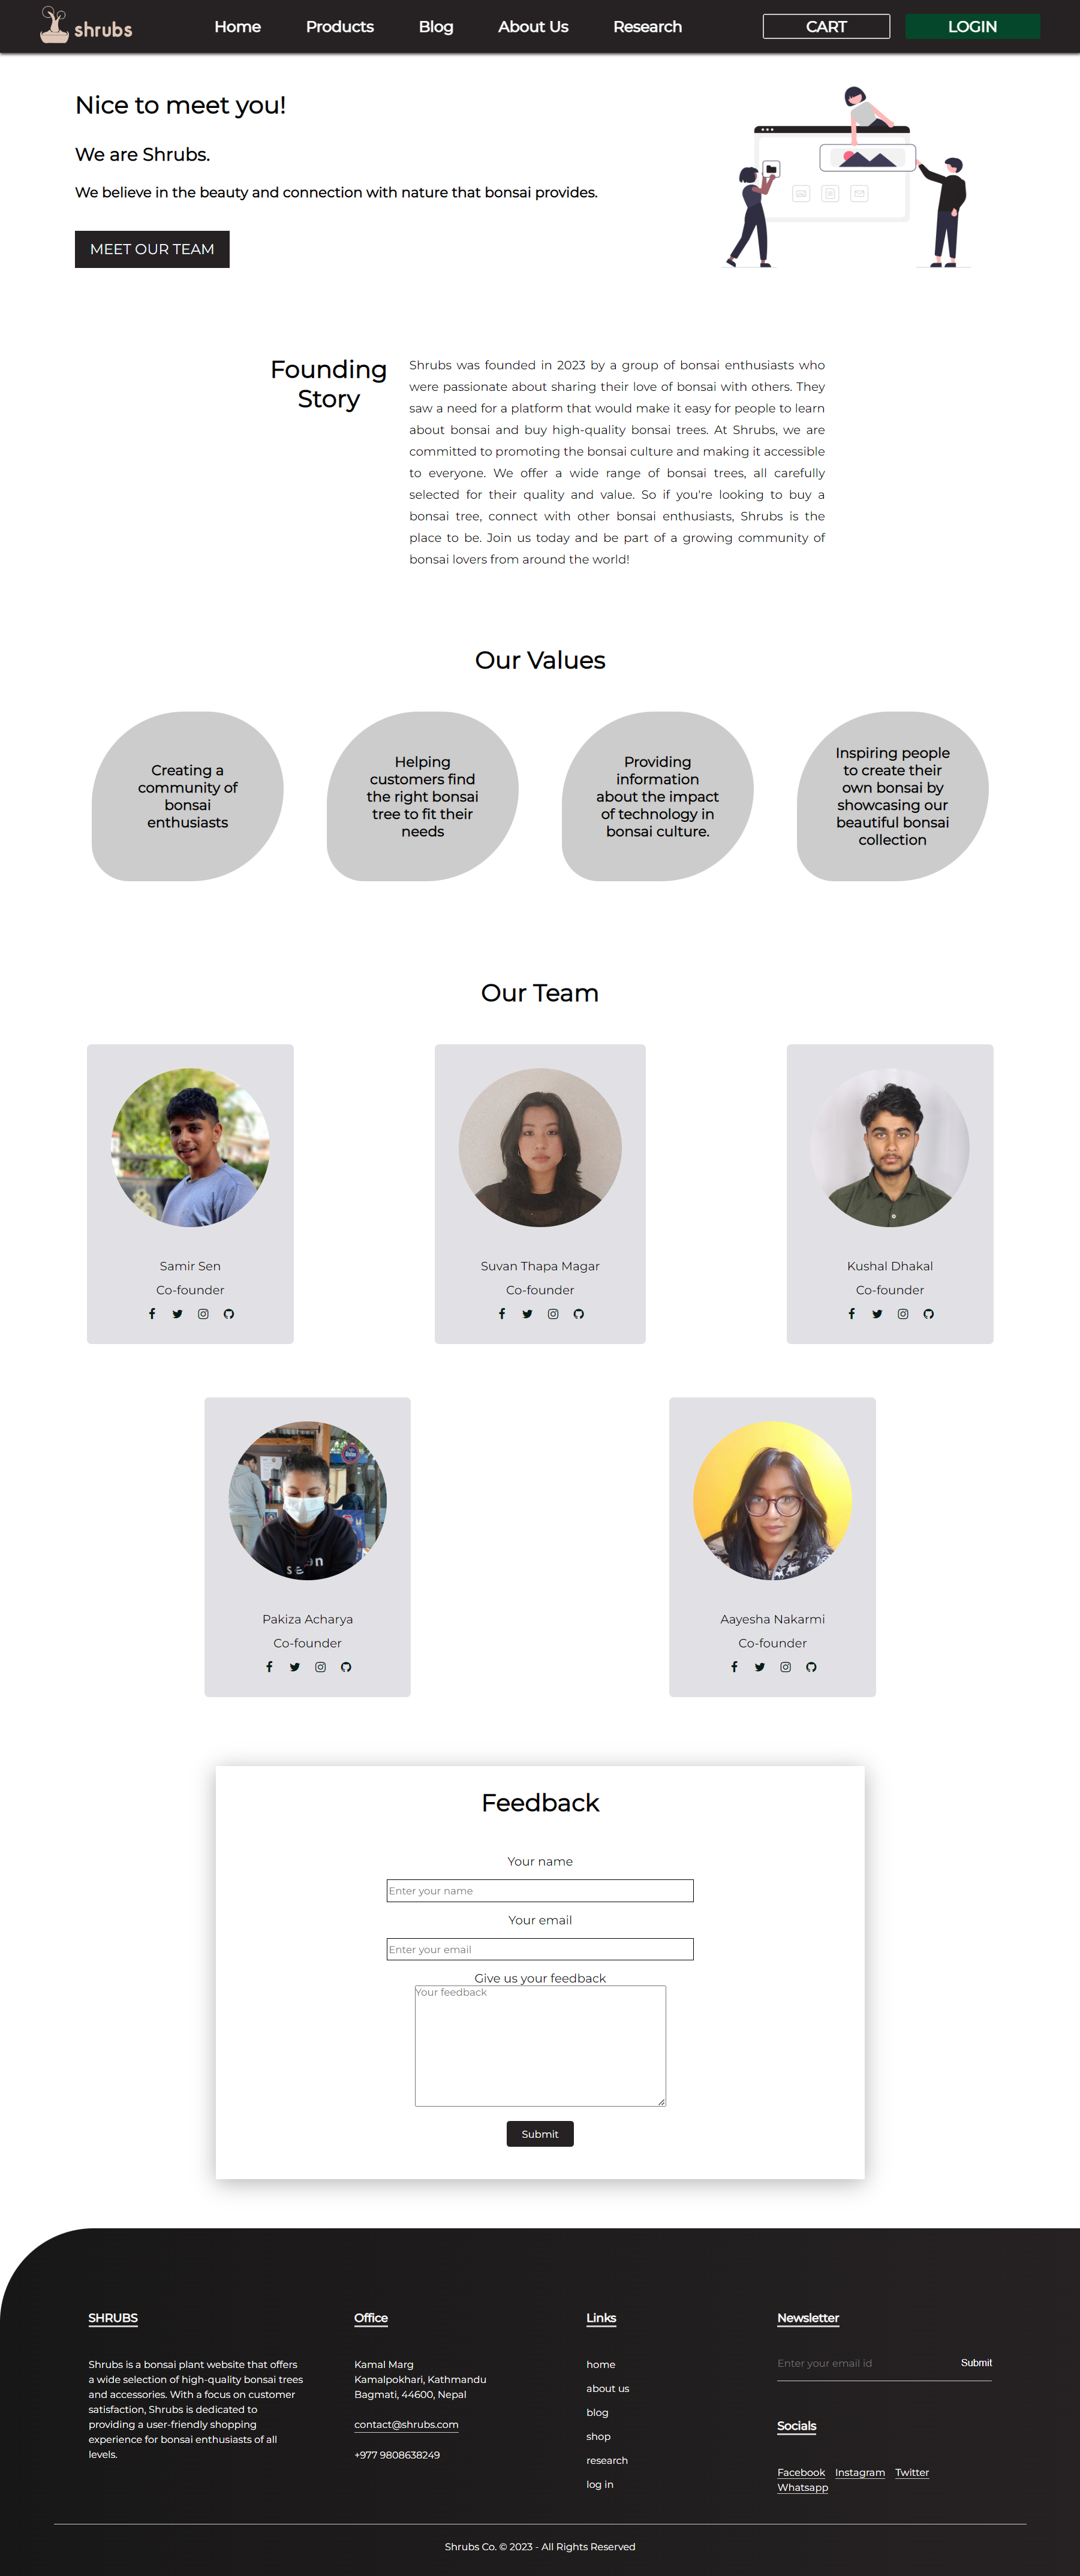 shrubs
Home
Products
Blog
About Us
Research
CART
LOGIN
Nice to meet you!
We are Shrubs.
We believe in the beauty and connection with nature that bonsai provides.
MEET OUR TEAM
Founding
Story
Shrubs was founded in 2023 by a group of bonsai enthusiasts who
were passionate about sharing their love of bonsai with others. They
saw a need for a platform that would make it easy for people to learn
about bonsai and buy high-quality bonsai trees. At Shrubs, we are
committed to promoting the bonsai culture and making it accessible
to everyone. We offer a wide range of bonsai trees, all carefully
selected for their quality and value. So if you're looking to buy a
bonsai tree, connect with other bonsai enthusiasts, Shrubs is the
place to be. Join us today and be part of a growing community of
bonsai lovers from around the world!
Our Values
Creating a
community of
bonsai
enthusiasts
Helping
customers find
the right bonsai
tree to fit their
needs
Providing
information
about the impact
of technology in
bonsai culture.
Inspiring people
to create their
own bonsai by
showcasing our
beautiful bonsai
collection
Our Team
Samir Sen
Co-founder
Suvan Thapa Magar
Co-founder
Kushal Dhakal
Co-founder
Pakiza Acharya
Co-founder
Aayesha Nakarmi
Co-founder
Feedback
Your name
Enter your name
Your email
Enter your email
Give us your feedback
Your feedback
Submit
SHRUBS
Shrubs is a bonsai plant website that offers
a wide selection of high-quality bonsai trees
and accessories. With a focus on customer
satisfaction, Shrubs is dedicated to
providing a user-friendly shopping
experience for bonsai enthusiasts of all
levels.
Office
Kamal Marg
Kamalpokhari, Kathmandu
Bagmati, 44600, Nepal
contact@shrubs.com
+977 9808638249
Links
home
about us
blog
shop
research
log in
Newsletter
Enter your email id
Submit
Socials
Facebook Instagram Twitter
Whatsapp
Shrubs Co. © 2023 - All Rights Reserved